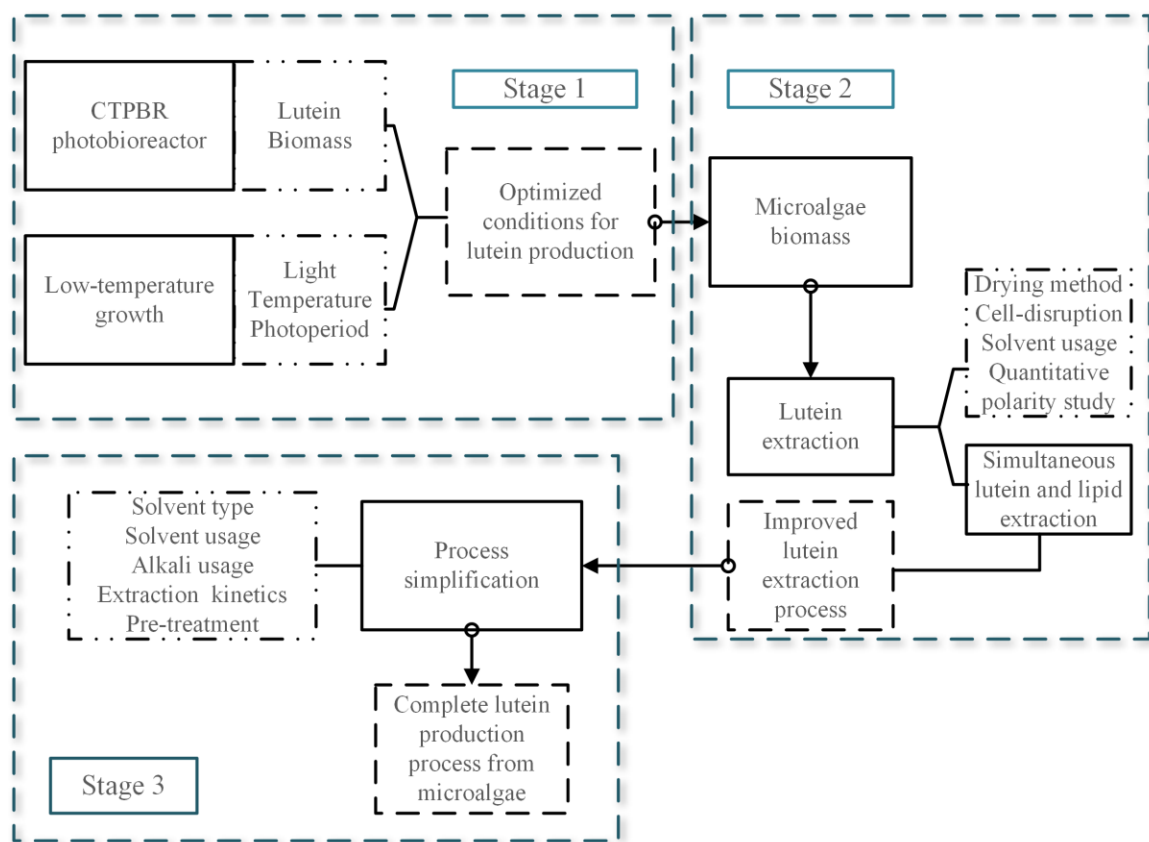 Stage 1
CTPBR
photobioreactor
Lutein
Biomass
Low-temperature
growth
Light
Temperature
Photoperiod
Optimized
conditions for
lutein production
Stage 2
Microalgae
biomass
Lutein
extraction
Drying method
Cell-disruption
Solvent usage
Quantitative
polarity study
Simultaneous
lutein and lipid
extraction
Improved
lutein
extraction
process
Process
simplification
Solvent type
Solvent usage
Alkali usage
Extraction kinetics
Pre-treatment
Complete lutein
production
process from
microalgae
Stage 3